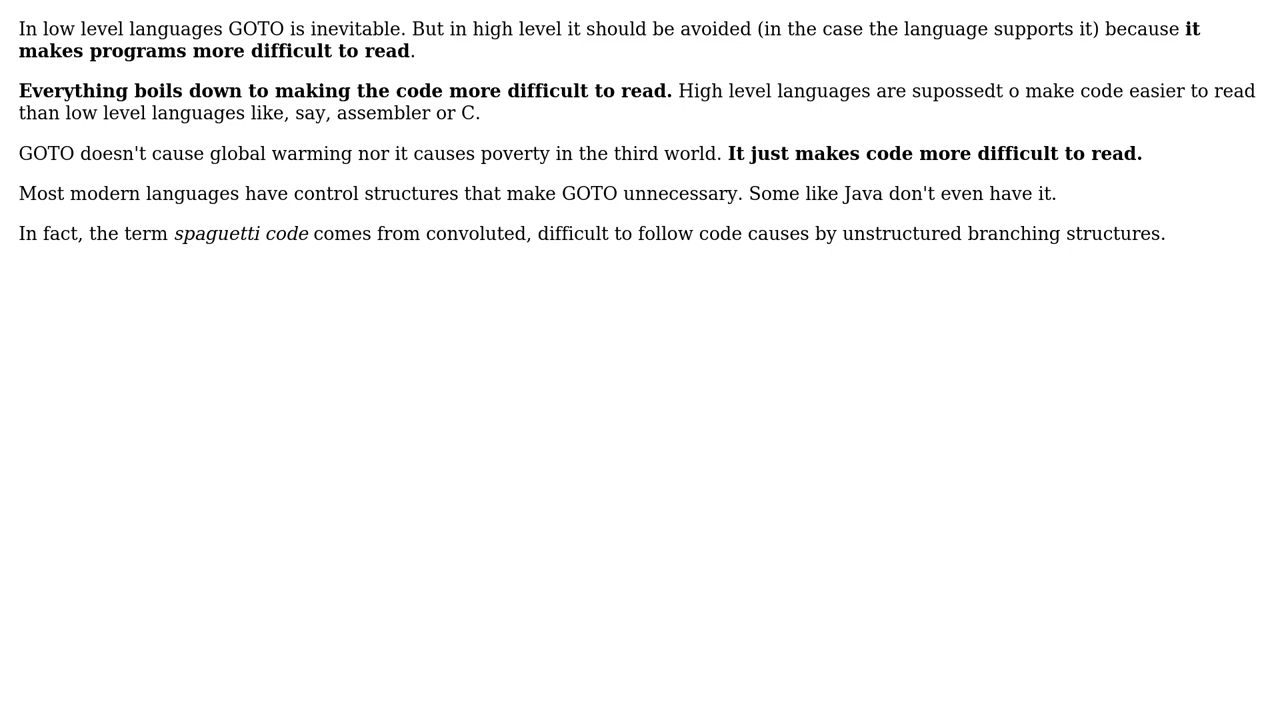 In low level languages GOTO is inevitable. But in high level it should be avoided (in the case the language supports it) because it
makes programs more difficult to read.
Everything boils down to making the code more difficult to read. High level languages are supossedt o make code easier to read
than low level languages like, say, assembler or C.
GOTO doesn't cause global warming nor it causes poverty in the third world. It just makes code more difficult to read.
Most modern languages have control structures that make GOTO unnecessary. Some like Java don't even have it.
In fact, the term spaguetti code comes from convoluted, difficult to follow code causes by unstructured branching structures.